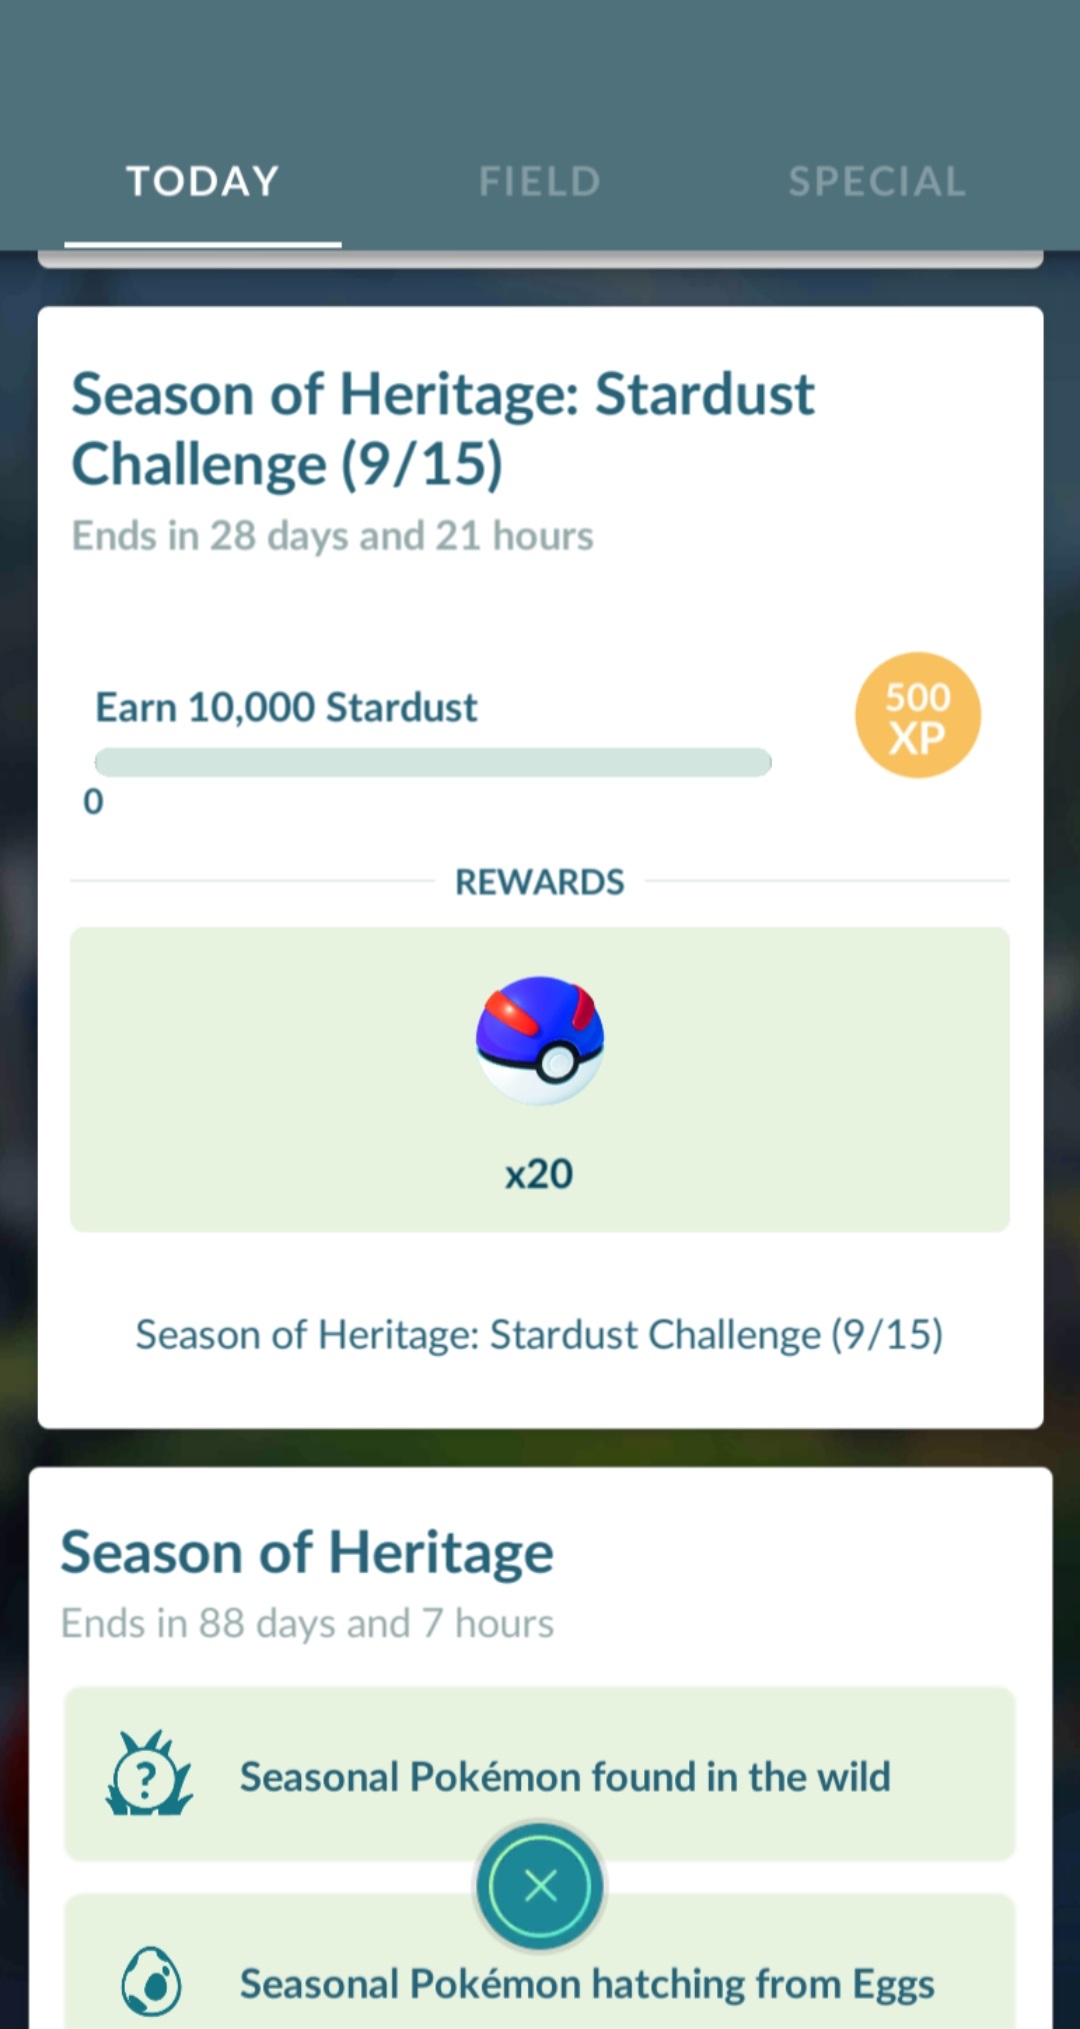 TODAY
FIELD
SPECIAL
Season of Heritage: Stardust
Challenge (9/15)
Ends in 28 days and 21 hours
Earn 10,000 Stardust
500
XP
0
REWARDS
x20
Season of Heritage: Stardust Challenge (9/15)
Season of Heritage
Ends in 88 days and 7 hours
?
Seasonal Pokémon found in the wild
Seasonal Pokémon hatching from Eggs